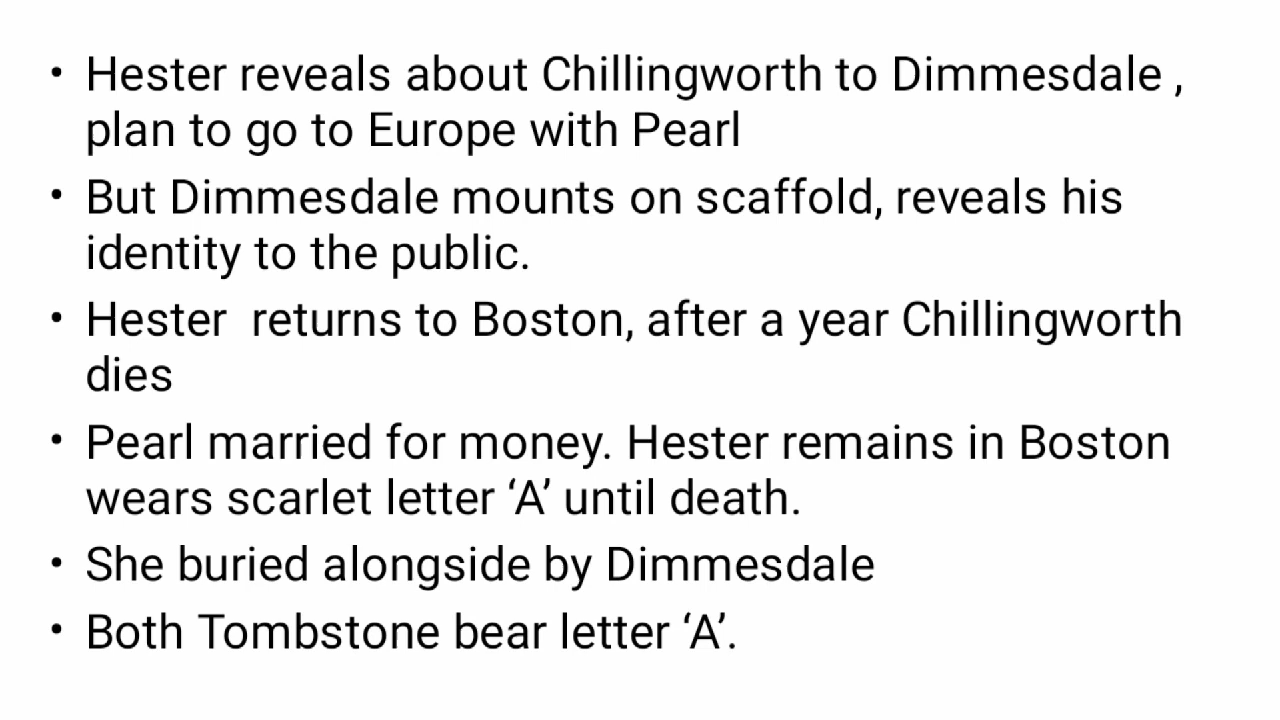 • Hester reveals about Chillingworth to Dimmesdale ,
plan to go to Europe with Pearl
• But Dimmesdale mounts on scaffold, reveals his
identity to the public.
• Hester  returns to Boston, after a year Chillingworth
dies
• Pearl married for money. Hester remains in Boston
wears scarlet letter ‘A’ until death.
• She buried alongside by Dimmesdale
• Both Tombstone bear letter ‘A’.